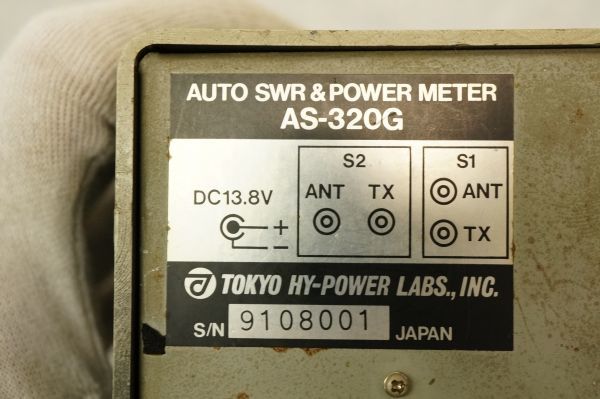 AUTO SWR & POWER METER
AS-320G
S2
S1
DC13.8V
ANT TX
ANT
+
−
TX
TOKYO HY-POWER LABS., INC.
S/N 9108001 JAPAN